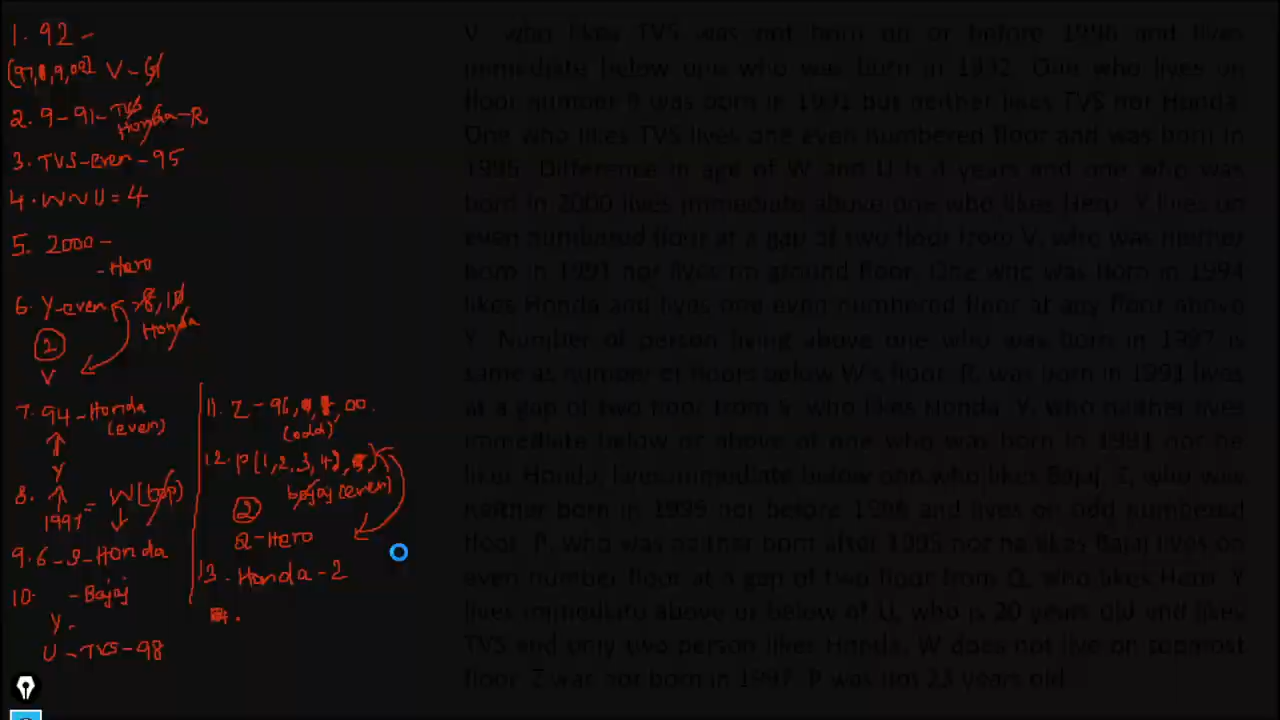 1. 92 -
(97,8,9,00) V-G
2. 9-91-TVS
Honda-R
3. TVS-even-95
4. W~U=4
5. 2000-
-Hero
6. Y-even 8,10
Honda
2
V
7. 94-Honda
(even)
Y
8. 1997 = W(top)
9. 6-S-Honda
10. -Bajaj
Y-
U-TVS-98
11. Z-96,9,8,00.
(odd)
12. P(1,2,3,4
bajaj (even)
2
Q-Hero
13. Honda-2
V, who likes TVS was not born on or before 1996 and lives
immediate below one who was born in 1992. One who lives on
floor number 9 was born in 1991 but neither likes TVS nor Honda.
One who likes TVS lives one even numbered floor and was born in
1995. Difference in age of W and U is 4 years and one who was
born in 2000 lives immediate above one who likes Hero. Y lives on
even numbered floor at a gap of two floor from V, who was neither
born in 1991 nor lives on ground floor. One who was Born in 1994
likes Honda and lives one even numbered floor at any floor above
Y. Number of person living above one who was born in 1997 is
same as number of floors below W's floor. R, was born in 1991 lives
at a gap of two floor from S, who likes Honda. Y, who neither lives
immediate below or above of one who was born in 1991 nor he
likes Honda, lives immediate below one who likes Bajaj. Z, who was
neither born in 1995 nor before 1996 and lives on odd numbered
floor. P, who was neither born after 1995 nor he likes Bajaj lives on
even number floor at a gap of two floor from Q, who likes Hero. Y
lives immediate above or below of U, who is 20 years old and likes
TVS and only two person likes Honda. W does not live on topmost
floor. Z was not born in 1997. P was not 23 years old.